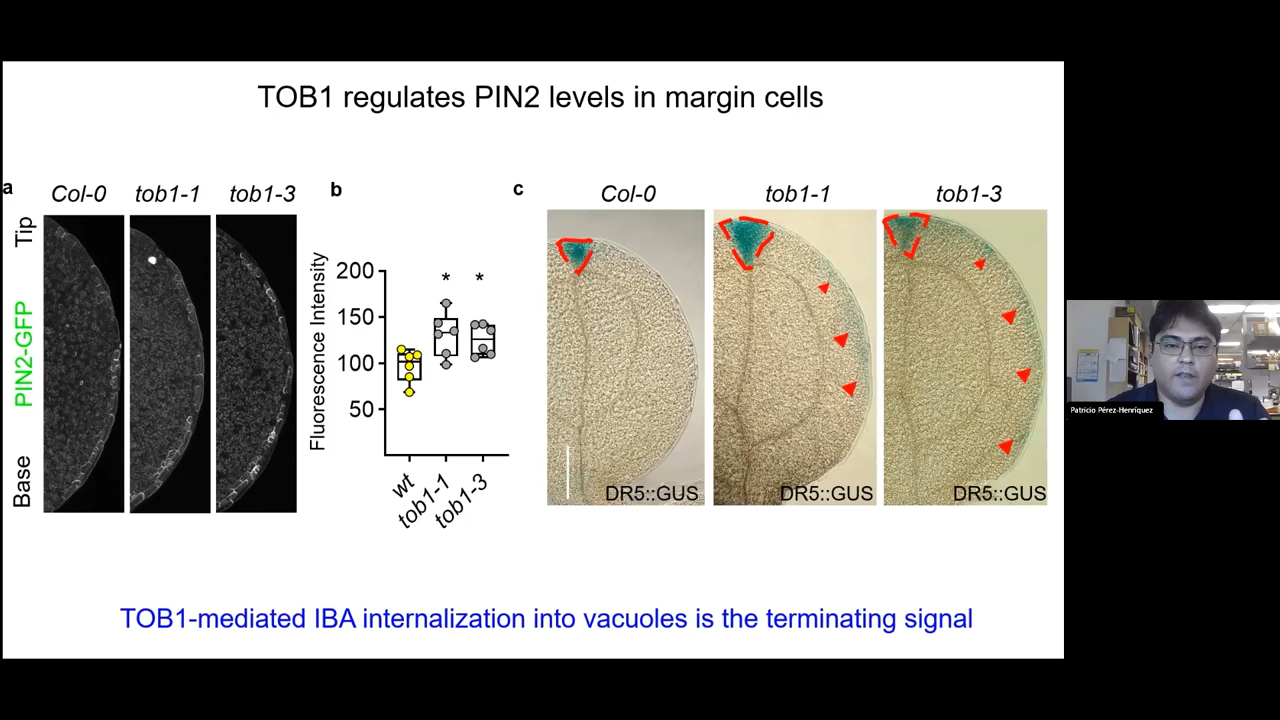 TOB1 regulates PIN2 levels in margin cells
a
Col-0
tob1-1
tob1-3
Tip
PIN2-GFP
Base
b
Fluorescence Intensity
200
150
100
50
*
*
wt
tob1-1
tob1-3
c
Col-0
tob1-1
tob1-3
DR5::GUS
DR5::GUS
DR5::GUS
TOB1-mediated IBA internalization into vacuoles is the terminating signal
Patricio Pérez-Henríquez